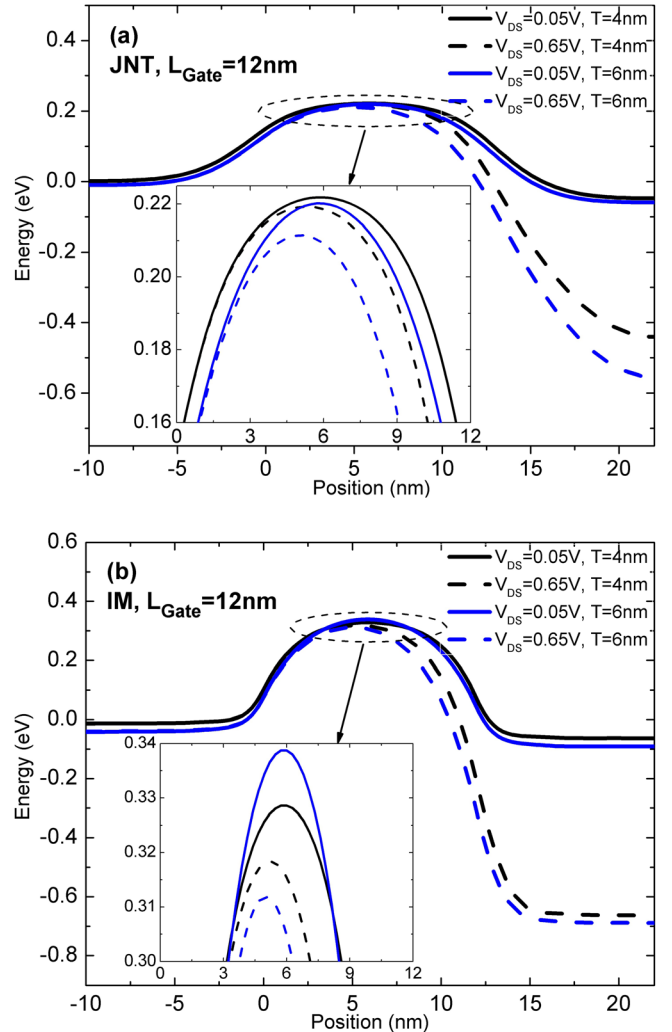 (a)
JNT, L_Gate=12nm
V_DS=0.05V, T=4nm
V_DS=0.65V, T=4nm
V_DS=0.05V, T=6nm
V_DS=0.65V, T=6nm
Energy (eV)
0.4
0.2
0.0
-0.2
-0.4
-0.6
0.22
0.20
0.18
0.16
0 3 6 9 12
-10 -5 0 5 10 15 20
Position (nm)
(b)
IM, L_Gate=12nm
V_DS=0.05V, T=4nm
V_DS=0.65V, T=4nm
V_DS=0.05V, T=6nm
V_DS=0.65V, T=6nm
Energy (eV)
0.6
0.4
0.2
0.0
-0.2
-0.4
-0.6
-0.8
0.34
0.33
0.32
0.31
0.30
0 3 6 9 12
-10 -5 0 5 10 15 20
Position (nm)